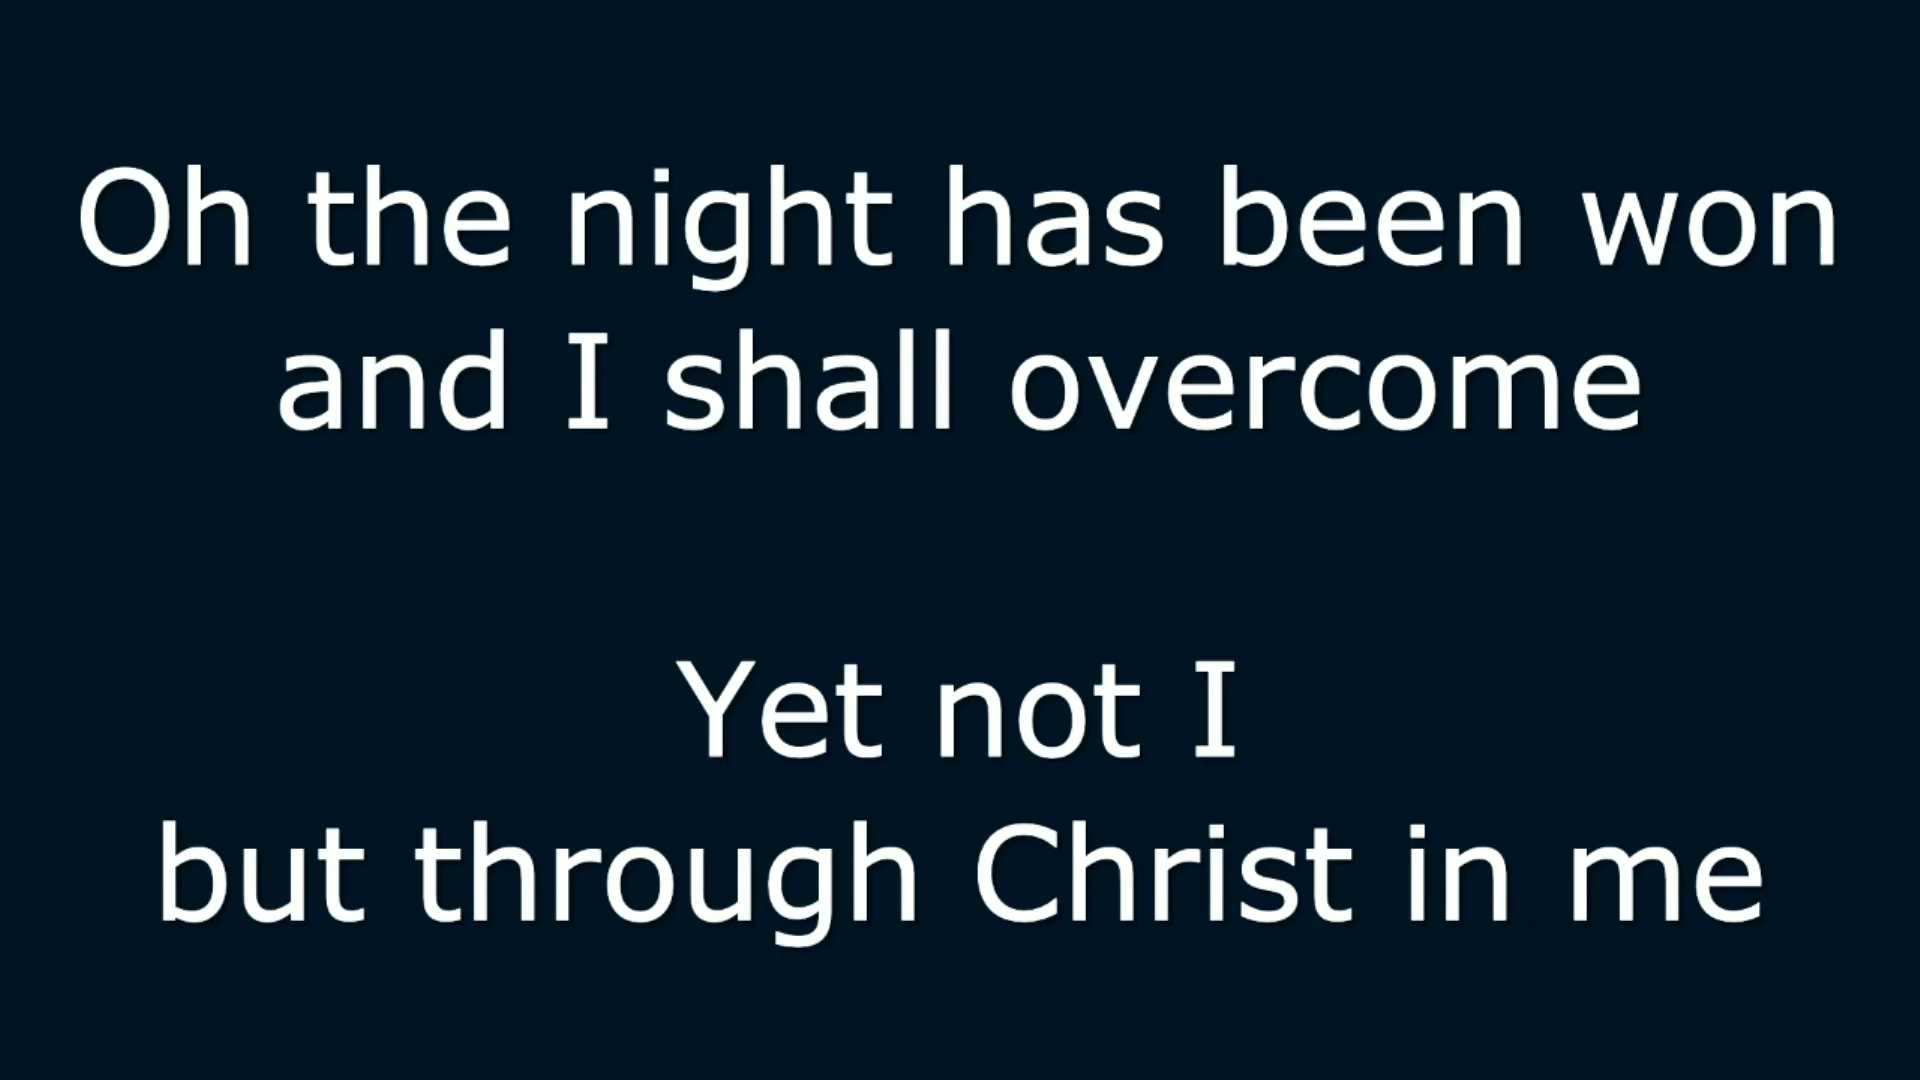 Oh the night has been won
and I shall overcome
Yet not I
but through Christ in me